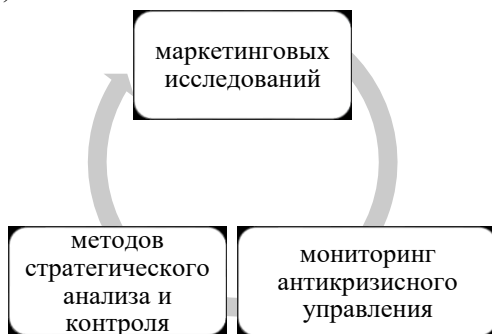 )
маркетинговых
исследований
методов
стратегического
анализа и
контроля
мониторинг
антикризисного
управления